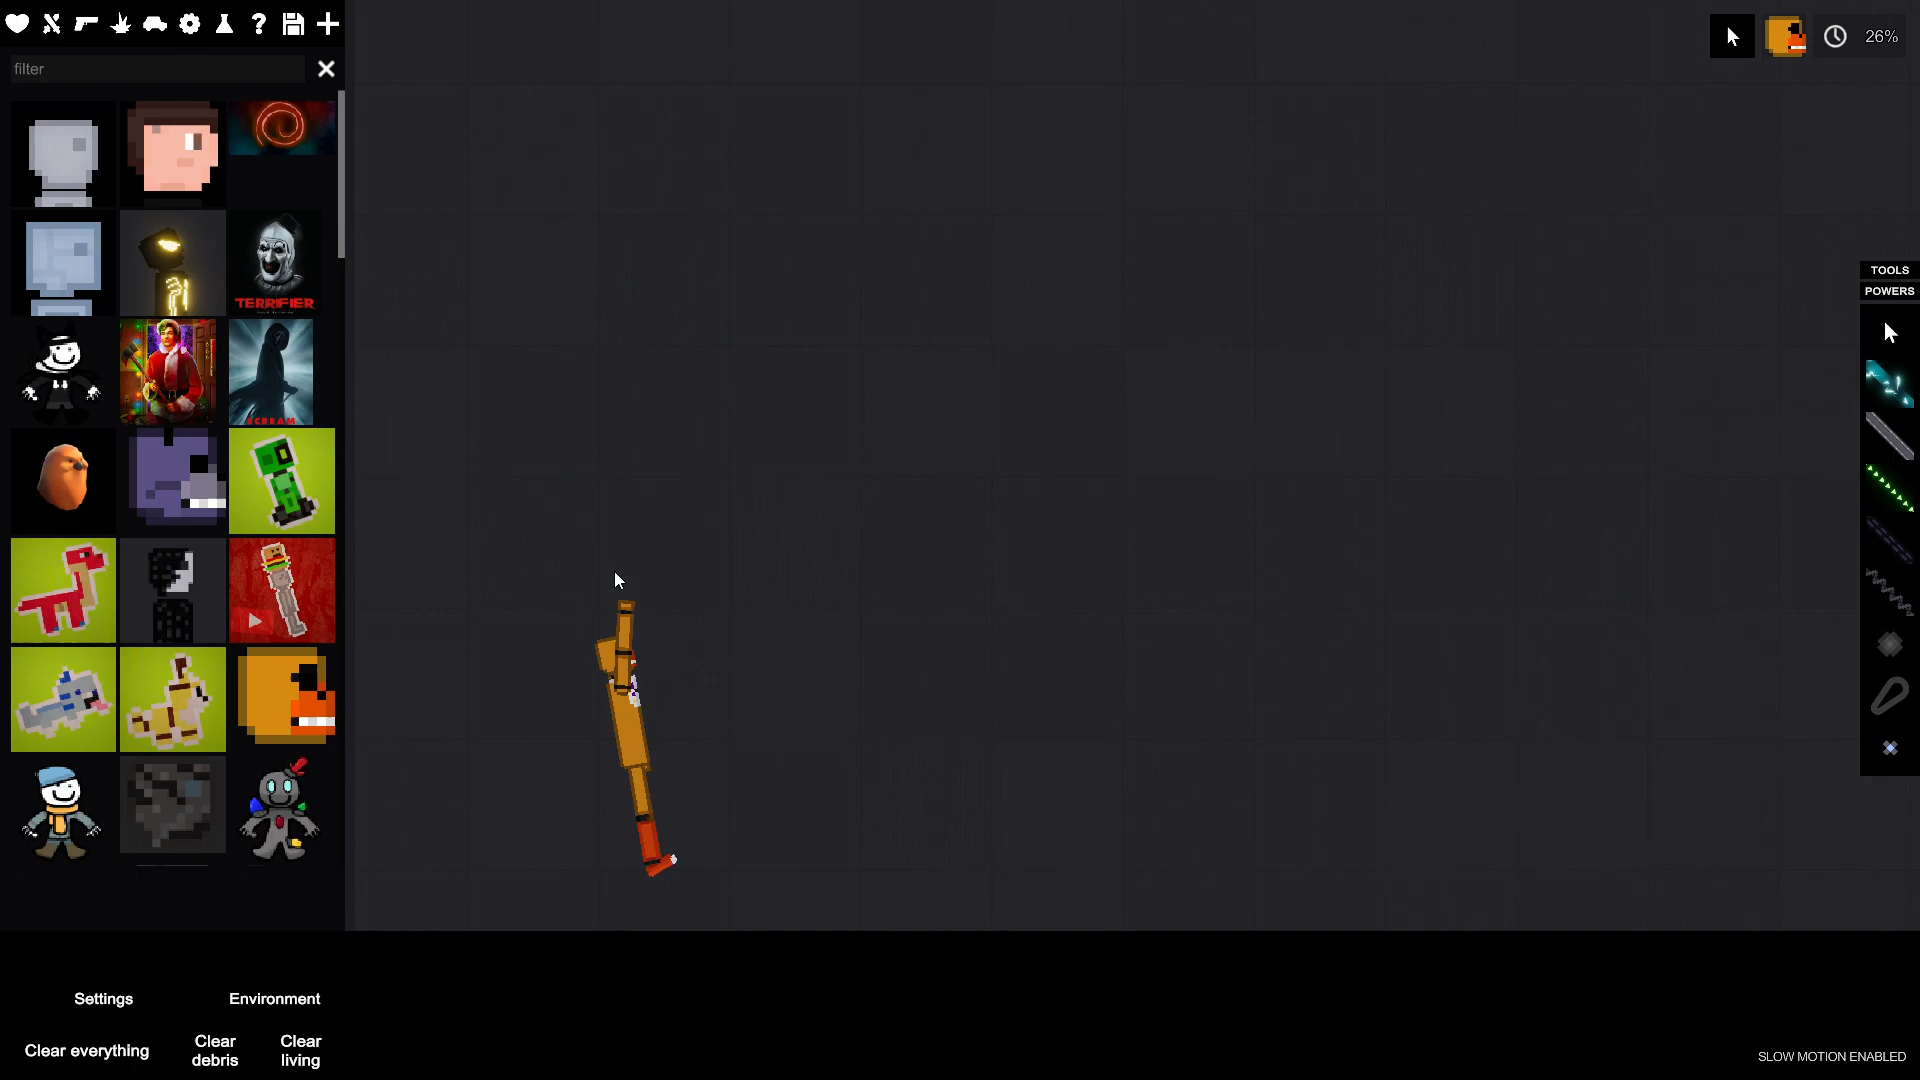 filter
26%
TERRIFIER
SCREAM
TOOLS
POWERS
Settings
Environment
Clear everything
Clear debris
Clear living
SLOW MOTION ENABLED